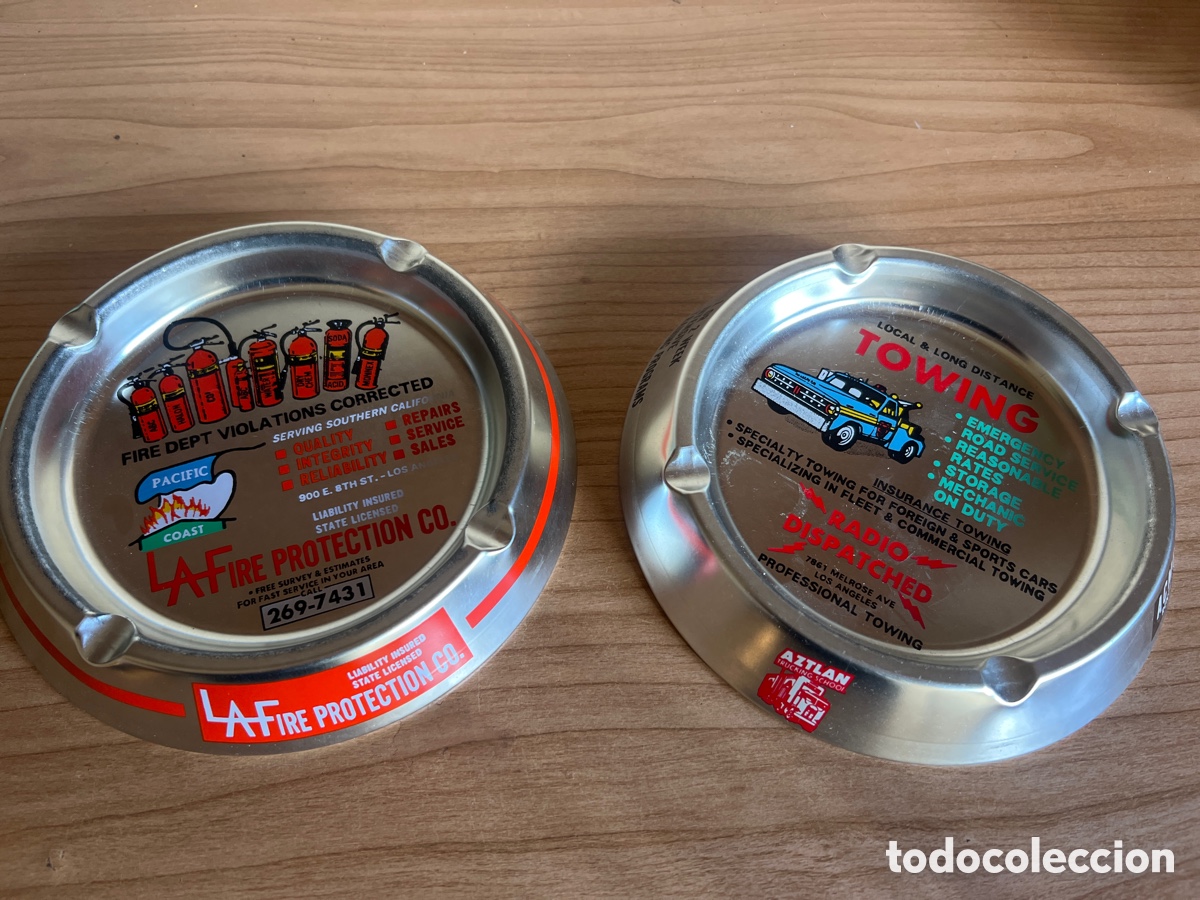 SODA
ACID
DRY
CHEM
FIRE DEPT VIOLATIONS CORRECTED
SERVING SOUTHERN
QUALITY
INTEGRITY
RELIABILITY
REPAIRS
SERVICE
SALES
PACIFIC
COAST
900 E. 8TH ST. - LOS
LIABILITY INSURED
STATE LICENSED
LA FIRE PROTECTION CO.
• FREE SURVEY & ESTIMATES
FOR FAST SERVICE IN YOUR AREA
CALL
269-7431
LIABILITY INSURED
STATE LICENSED
LA FIRE PROTECTION CO.
LOCAL & LONG DISTANCE
TOWING
• EMERGENCY
ROAD SERVICE
• REASONABLE
RATES
• STORAGE
• MECHANIC
ON DUTY
INSURANCE TOWING
• SPECIALTY TOWING FOR FOREIGN & SPORTS CARS
• SPECIALIZING IN FLEET & COMMERCIAL TOWING
RADIO
DISPATCHED
7861 MELROSE AVE
LOS ANGELES
PROFESSIONAL TOWING
AZTLAN
TRUCKING SCHOOL
todocoleccion